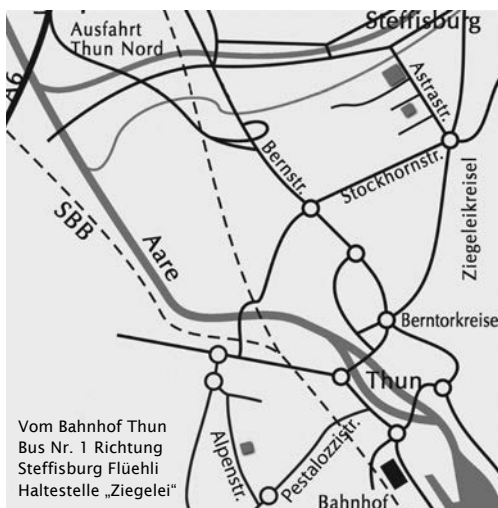 Ausfahrt
Thun Nord
Steffisburg
A6
Astrastr.
Bernstr.
Stockhornstr.
Ziegeleikreisel
SBB
Aare
Berntorkreise
Thun
Vom Bahnhof Thun
Bus Nr. 1 Richtung
Steffisburg Flüehli
Haltestelle „Ziegelei“
Alpenstr.
Pestalozzistr.
Bahnhof